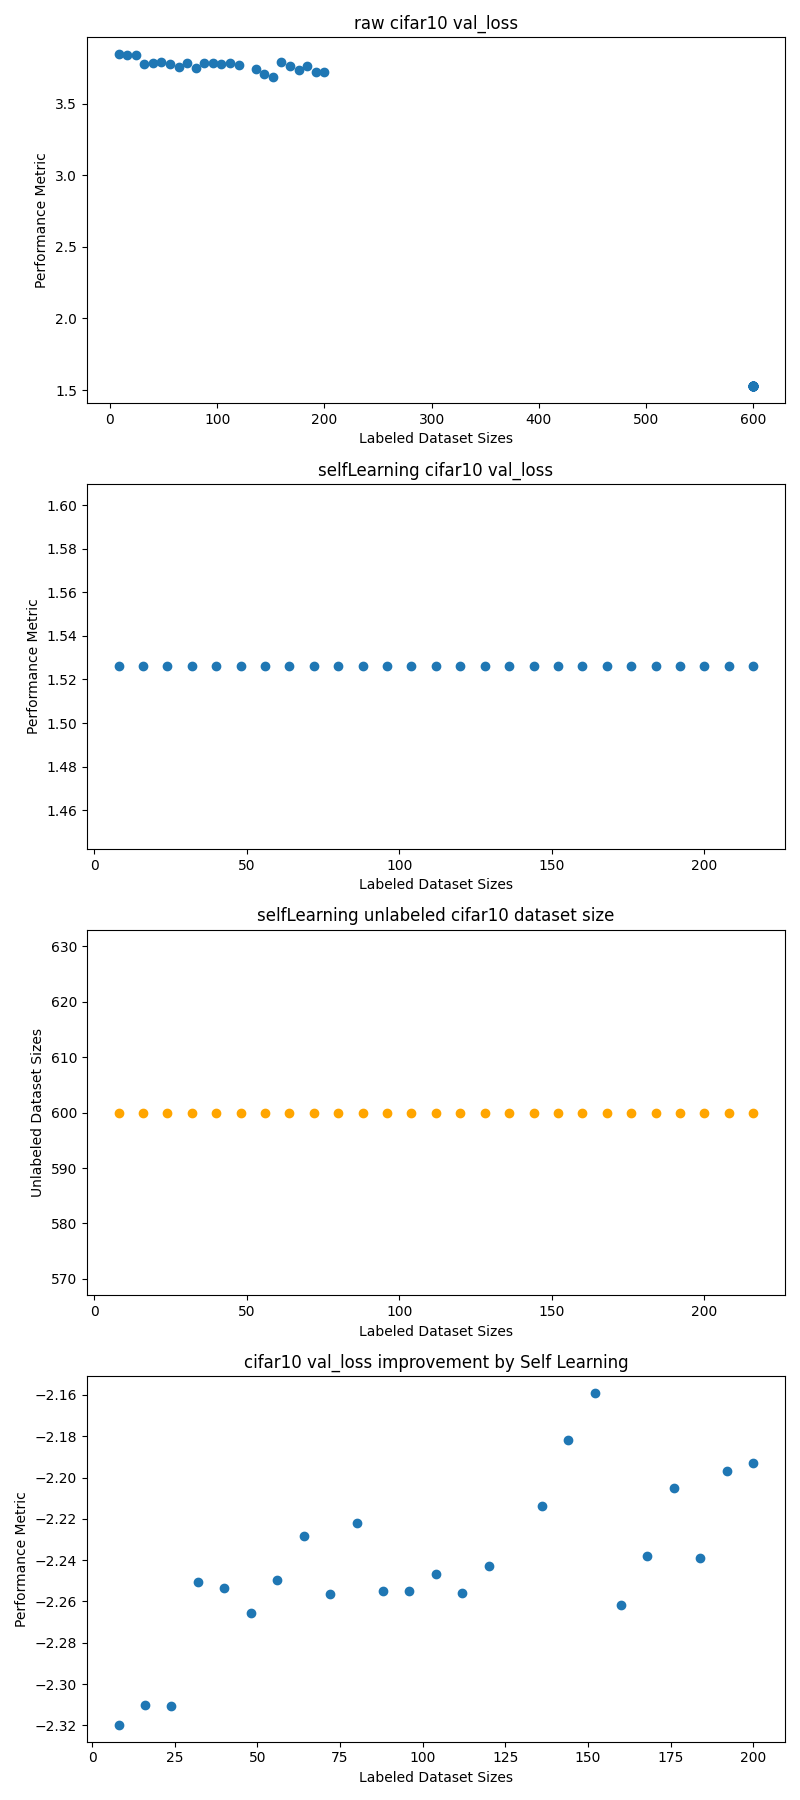 raw cifar10 val_loss
3.5
3.0
2.5
2.0
1.5
Performance Metric
0 100 200 300 400 500 600
Labeled Dataset Sizes
selfLearning cifar10 val_loss
1.60
1.58
1.56
1.54
1.52
1.50
1.48
1.46
Performance Metric
0 50 100 150 200
Labeled Dataset Sizes
selfLearning unlabeled cifar10 dataset size
630
620
610
600
590
580
570
Unlabeled Dataset Sizes
0 50 100 150 200
Labeled Dataset Sizes
cifar10 val_loss improvement by Self Learning
−2.16
−2.18
−2.20
−2.22
−2.24
−2.26
−2.28
−2.30
−2.32
Performance Metric
0 25 50 75 100 125 150 175 200
Labeled Dataset Sizes